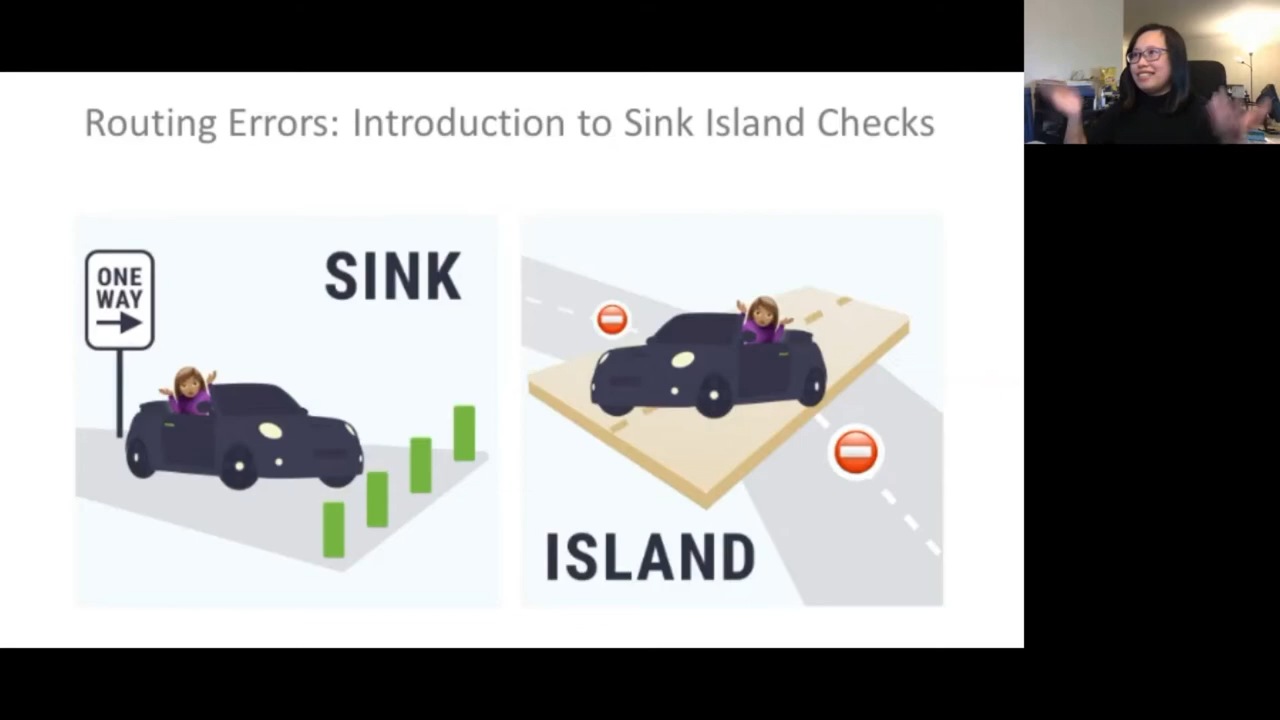 Routing Errors: Introduction to Sink Island Checks
ONE
WAY
SINK
ISLAND